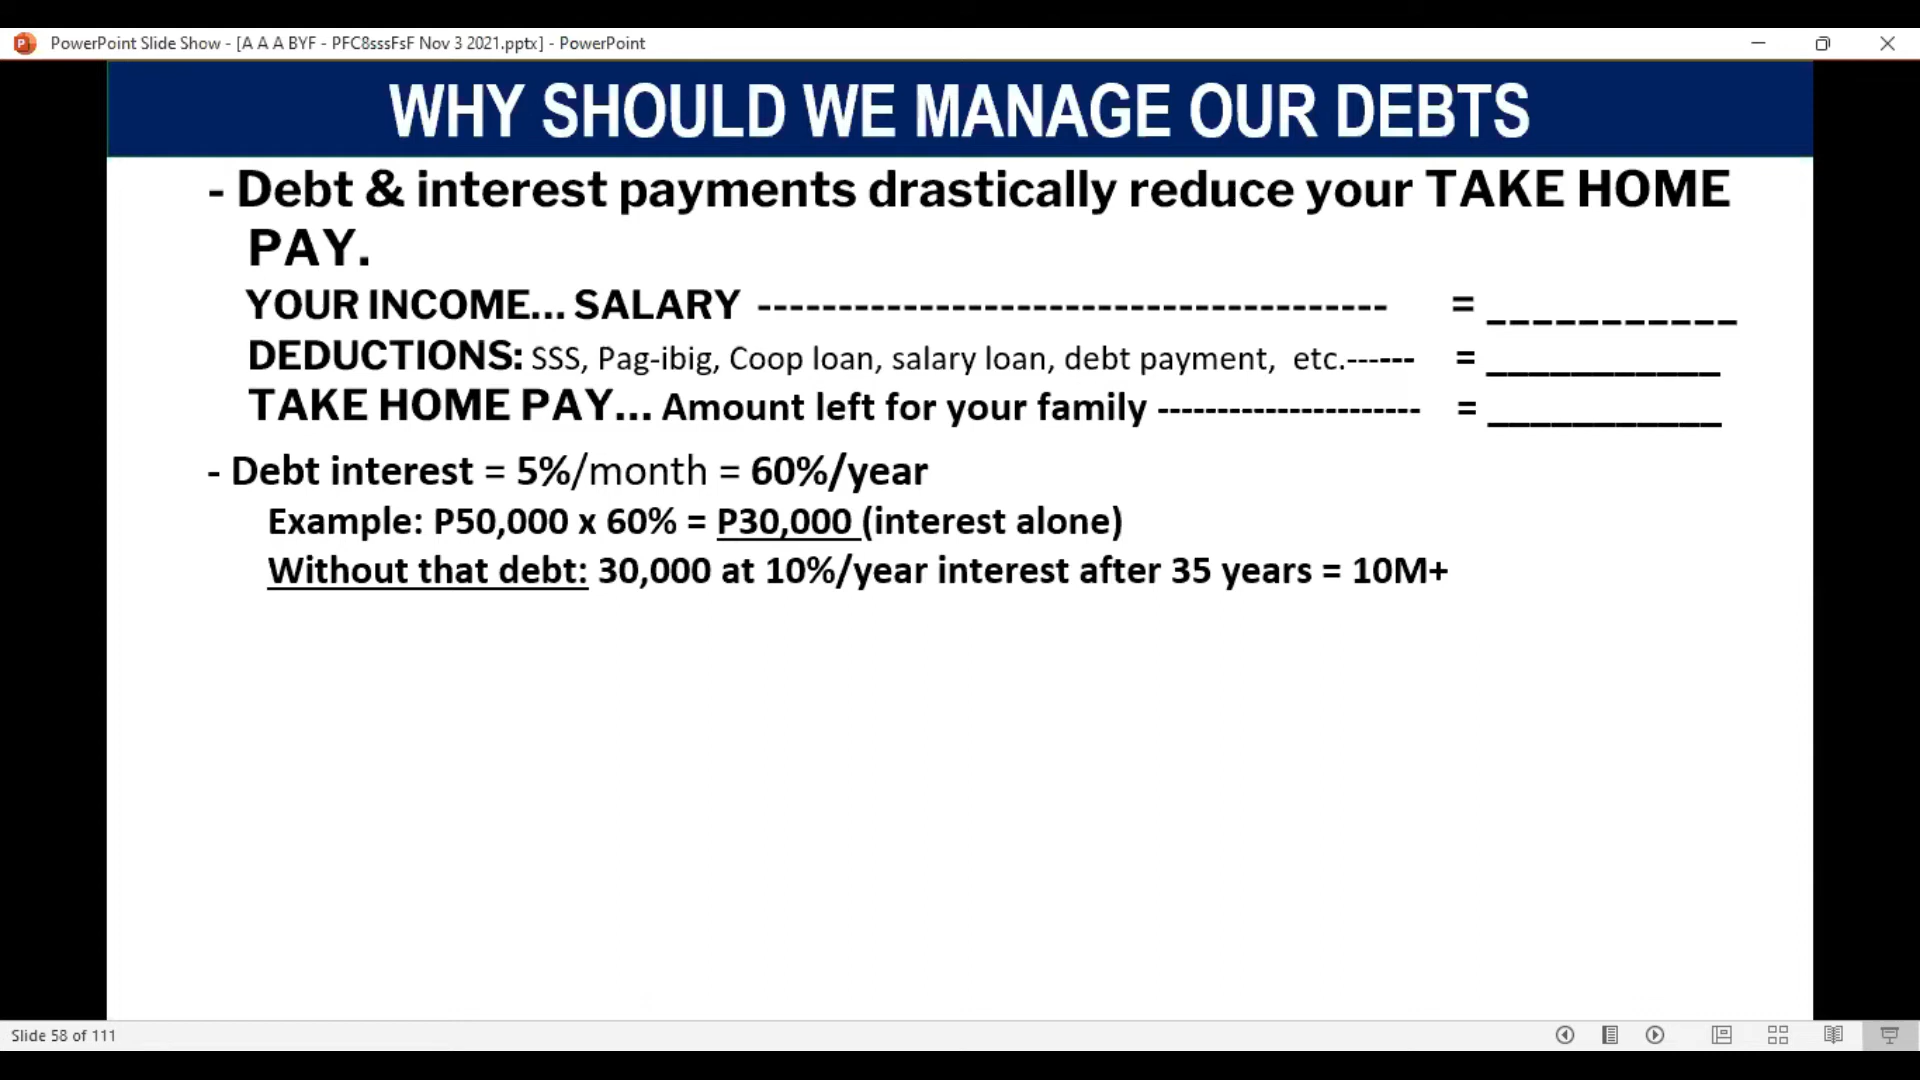 PowerPoint Slide Show - [A A A BYF - PFC8sssFsF Nov 3 2021.pptx] - PowerPoint
WHY SHOULD WE MANAGE OUR DEBTS
- Debt & interest payments drastically reduce your TAKE HOME
PAY.
YOUR INCOME... SALARY --------------------------------------- = ___________
DEDUCTIONS: SSS, Pag-ibig, Coop loan, salary loan, debt payment, etc.------ = ___________
TAKE HOME PAY... Amount left for your family ---------------------- = ___________
- Debt interest = 5%/month = 60%/year
Example: P50,000 x 60% = P30,000 (interest alone)
Without that debt: 30,000 at 10%/year interest after 35 years = 10M+
Slide 58 of 111